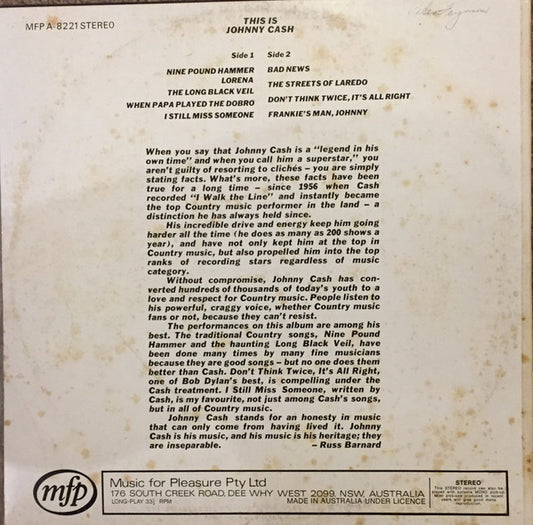 THIS IS
JOHNNY CASH
MFP A-8221 STEREO
Side 1 Side 2
NINE POUND HAMMER
LORENA
THE LONG BLACK VEIL
WHEN PAPA PLAYED THE DOBRO
I STILL MISS SOMEONE
BAD NEWS
THE STREETS OF LAREDO
DON'T THINK TWICE, IT'S ALL RIGHT
FRANKIE'S MAN, JOHNNY
When you say that Johnny Cash is a "legend in his
own time" and when you call him a superstar," you
aren't guilty of resorting to clichés – you are simply
stating facts. What's more, these facts have been
true for a long time – since 1956 when Cash
recorded "I Walk the Line" and instantly became
the top Country music performer in the land – a
distinction he has always held since.
His incredible drive and energy keep him going
harder all the time (he does as many as 200 shows a
year), and have not only kept him at the top in
Country music, but also propelled him into the top
ranks of recording stars regardless of music
category.
Without compromise, Johnny Cash has con-
verted hundreds of thousands of today's youth to a
love and respect for Country music. People listen to
his powerful, craggy voice, whether Country music
fans or not, because they can't resist.
The performances on this album are among his
best. The traditional Country songs, Nine Pound
Hammer and the haunting Long Black Veil, have
been done many times by many fine musicians
because they are good songs – but no one does them
better than Cash. Don't Think Twice, It's All Right,
one of Bob Dylan's best, is compelling under the
Cash treatment. I Still Miss Someone, written by
Cash, is my favourite, not just among Cash's songs,
but in all of Country music.
Johnny Cash stands for an honesty in music
that can only come from having lived it. Johnny
Cash is his music, and his music is his heritage; they
are inseparable. – Russ Barnard
mfp
Music for Pleasure Pty Ltd
176 SOUTH CREEK ROAD, DEE WHY WEST 2099, NSW, AUSTRALIA
LONG-PLAY 33⅓ RPM MADE IN AUSTRALIA UNDER LICENCE
STEREO
This STEREO record can also be